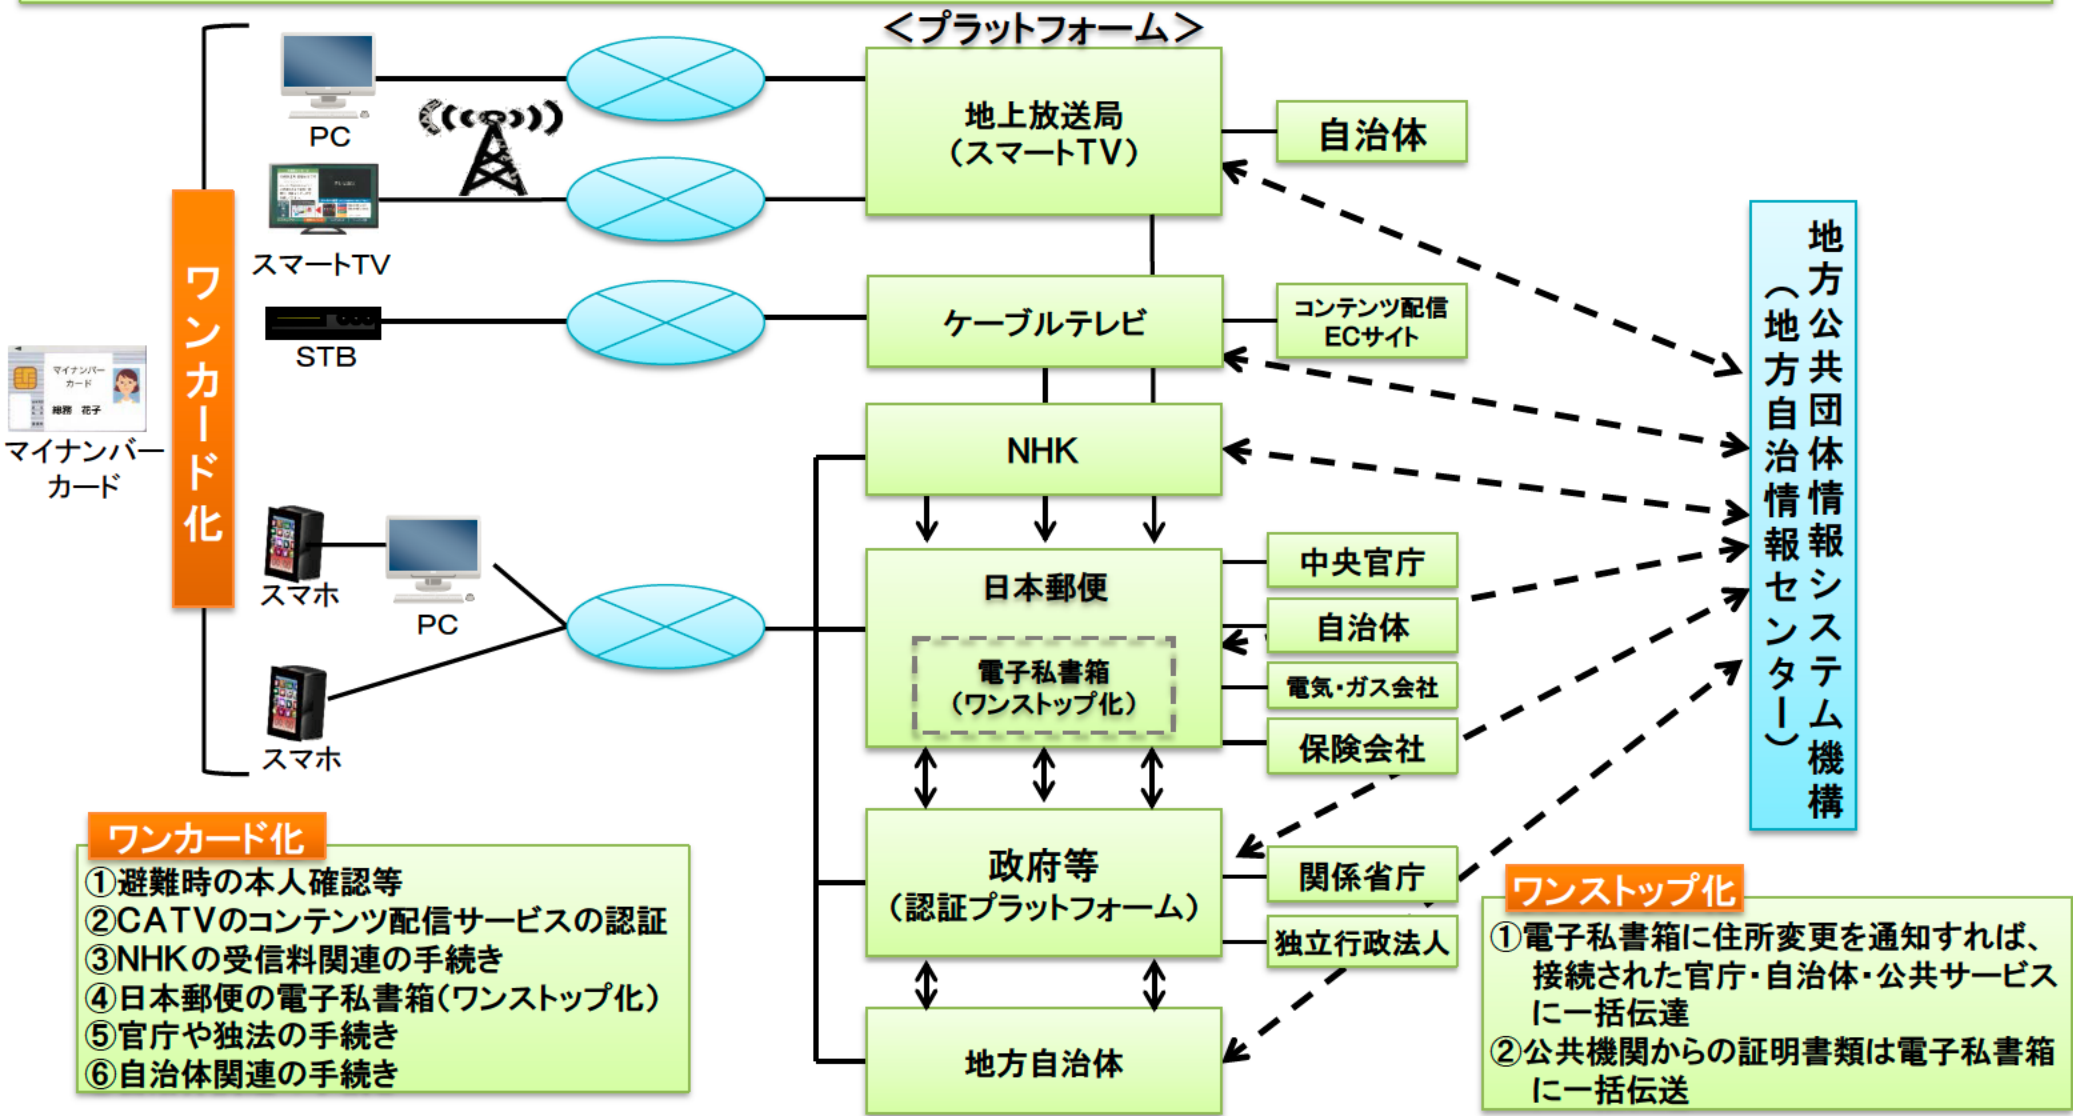 ＜プラットフォーム＞
PC
スマートTV
STB
マイナンバー
カード
総務 花子
マイナンバー
カード
ワンカード化
スマホ
PC
スマホ
地上放送局
（スマートTV）
自治体
ケーブルテレビ
コンテンツ配信
ECサイト
NHK
日本郵便
電子私書箱
（ワンストップ化）
中央官庁
自治体
電気・ガス会社
保険会社
政府等
（認証プラットフォーム）
関係省庁
独立行政法人
地方自治体
地方公共団体情報システム機構
（地方自治情報センター）
ワンカード化
①避難時の本人確認等
②CATVのコンテンツ配信サービスの認証
③NHKの受信料関連の手続き
④日本郵便の電子私書箱（ワンストップ化）
⑤官庁や独法の手続き
⑥自治体関連の手続き
ワンストップ化
①電子私書箱に住所変更を通知すれば、
接続された官庁・自治体・公共サービス
に一括伝達
②公共機関からの証明書類は電子私書箱
に一括伝送